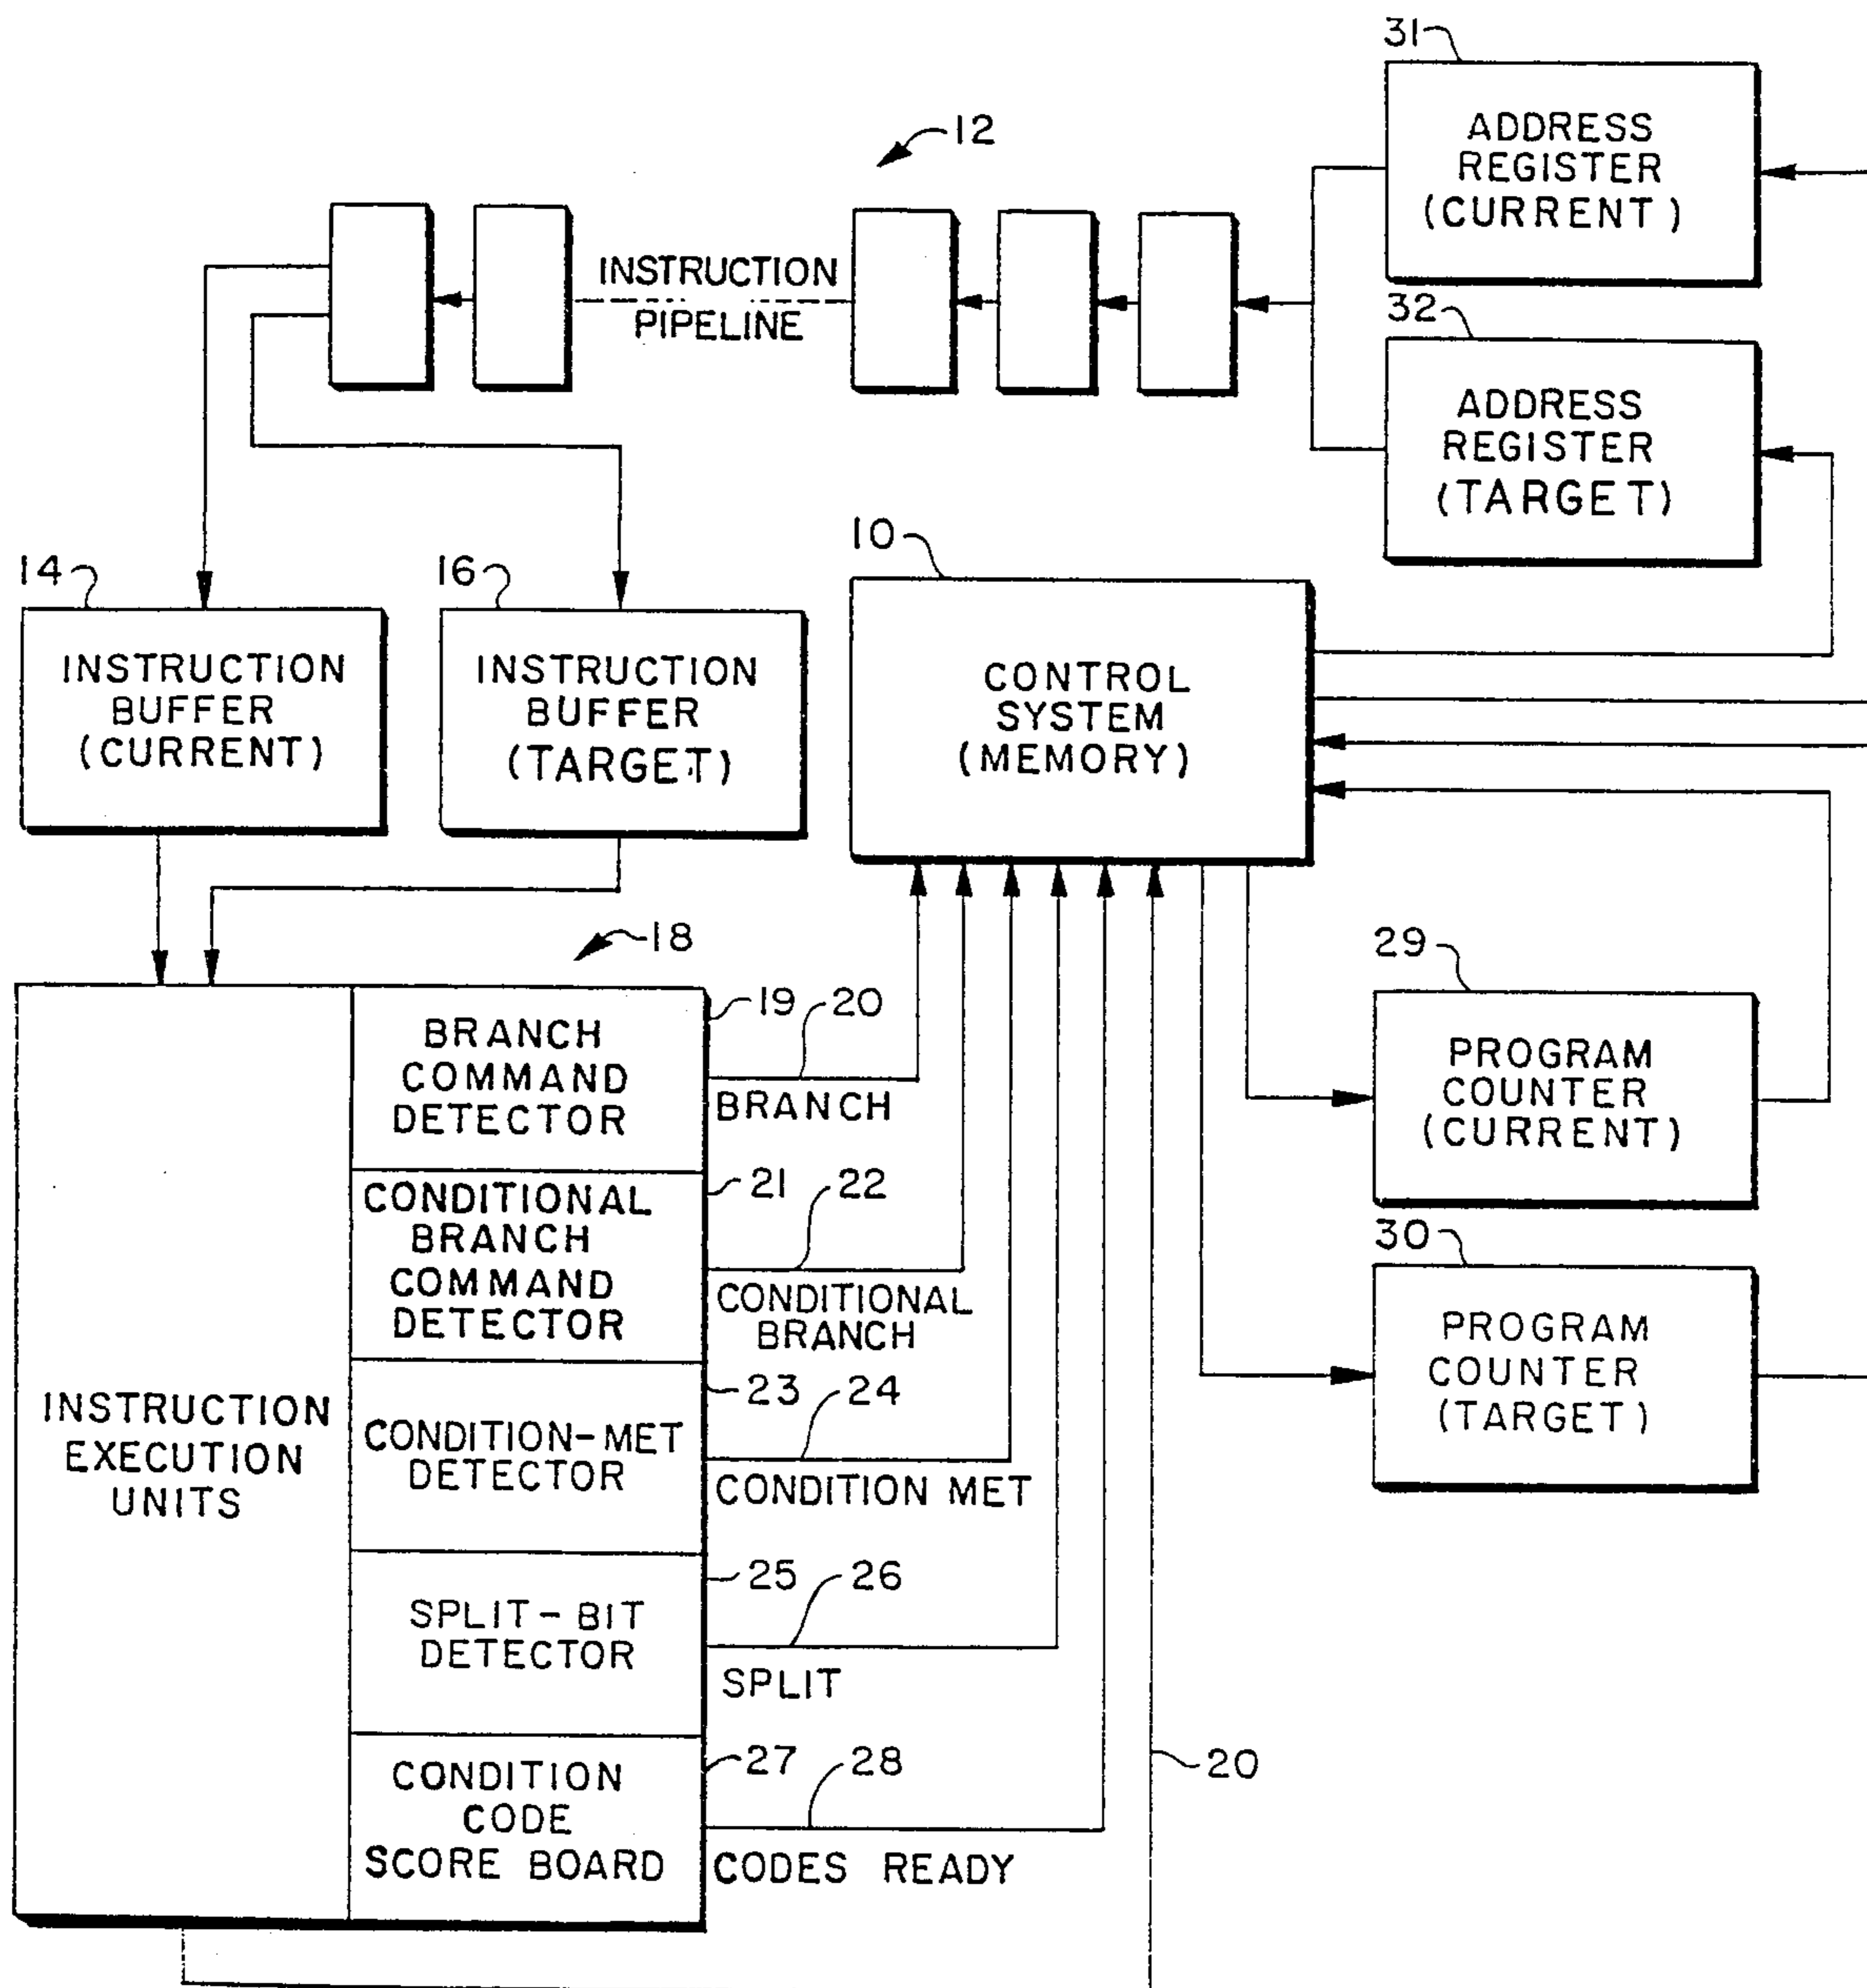 31
ADDRESS
REGISTER
(CURRENT)
12
INSTRUCTION
PIPELINE
32
ADDRESS
REGISTER
(TARGET)
10
CONTROL
SYSTEM
(MEMORY)
14
INSTRUCTION
BUFFER
(CURRENT)
16
INSTRUCTION
BUFFER
(TARGET)
18
INSTRUCTION
EXECUTION
UNITS
BRANCH
COMMAND
DETECTOR
19
20
BRANCH
CONDITIONAL
BRANCH
COMMAND
DETECTOR
21
22
CONDITIONAL
BRANCH
CONDITION-MET
DETECTOR
23
24
CONDITION MET
SPLIT-BIT
DETECTOR
25
26
SPLIT
CONDITION
CODE
SCORE BOARD
27
28
CODES READY
20
29
PROGRAM
COUNTER
(CURRENT)
30
PROGRAM
COUNTER
(TARGET)